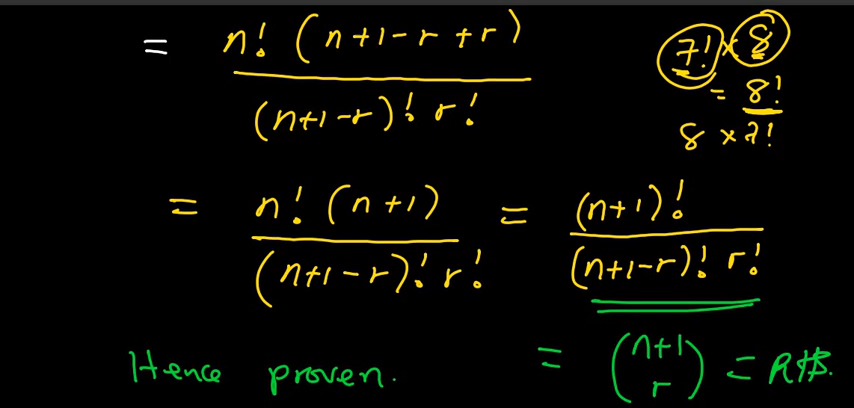 = n! (n+1-r+r) / (n+1-r)! r!
7! × 8
= 8!
8 × 7!
= n! (n+1) / (n+1-r)! r! = (n+1)! / (n+1-r)! r!
Hence proven. = (n+1 r) = RHS.